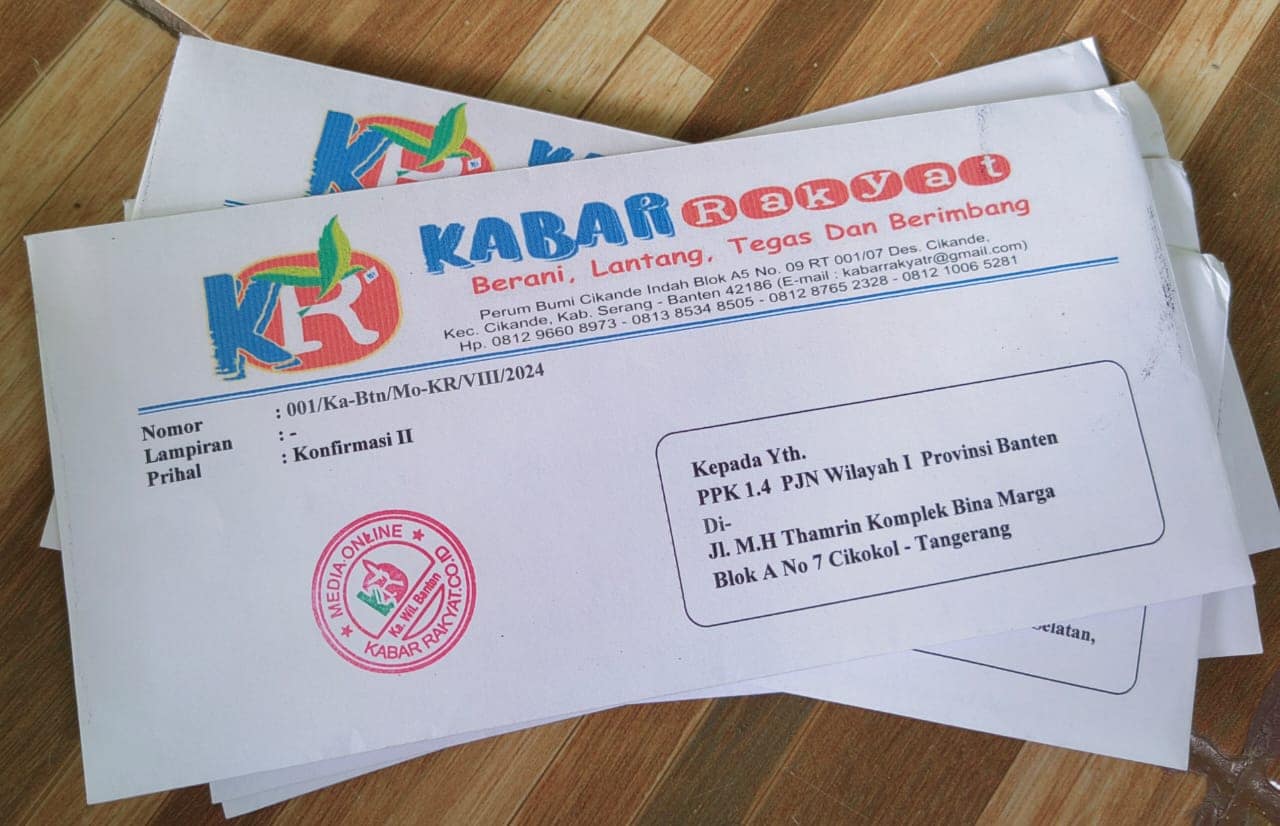 KR
KR
KABAR Rakyat
Berani, Lantang, Tegas Dan Berimbang
Perum Bumi Cikande Indah Blok A5 No. 09 RT 001/07 Des. Cikande,
Kec. Cikande, Kab. Serang - Banten 42186 (E-mail : kabarrakyatr@gmail.com)
Hp. 0812 9660 8973 - 0813 8534 8505 - 0812 8765 2328 - 0812 1006 5281
Nomor : 001/Ka-Btn/Mo-KR/VIII/2024
Lampiran : -
Prihal : Konfirmasi II
Kepada Yth.
PPK 1.4 PJN Wilayah I Provinsi Banten
Di-
Jl. M.H Thamrin Komplek Bina Marga
Blok A No 7 Cikokol - Tangerang
MEDIA ONLINE
Ka. Wil. Banten
KABAR RAKYAT.CO.ID